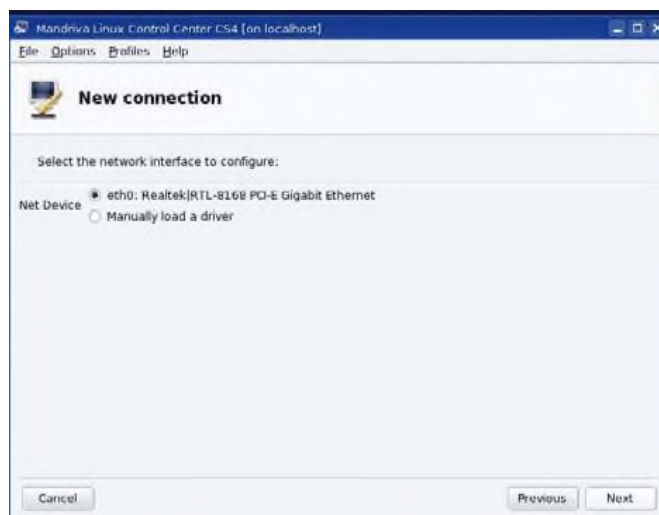 Mandriva Linux Control Center CS4 [on localhost]
File Options Profiles Help
New connection
Select the network interface to configure:
Net Device
eth0: Realtek|RTL-8168 PCI-E Gigabit Ethernet
Manually load a driver
Cancel Previous Next